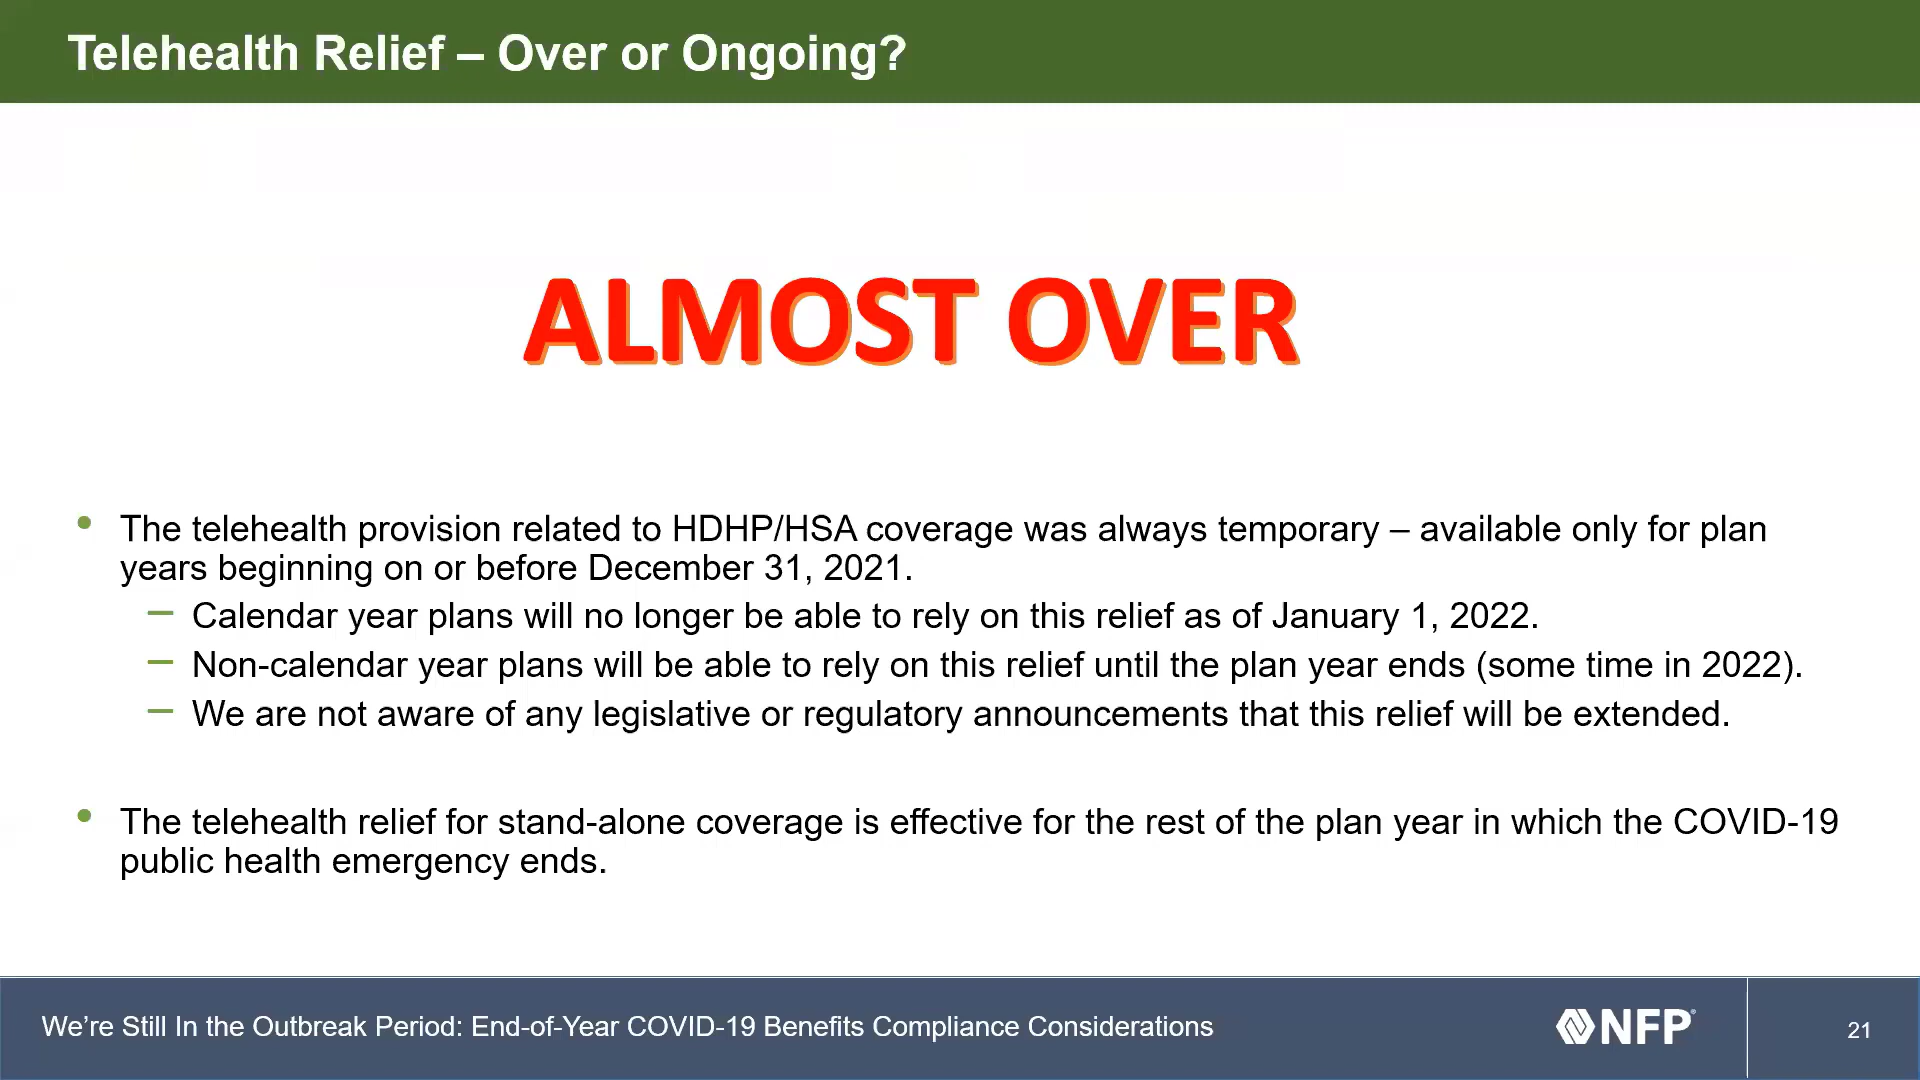 Telehealth Relief – Over or Ongoing?
ALMOST OVER
• The telehealth provision related to HDHP/HSA coverage was always temporary – available only for plan
years beginning on or before December 31, 2021.
– Calendar year plans will no longer be able to rely on this relief as of January 1, 2022.
– Non-calendar year plans will be able to rely on this relief until the plan year ends (some time in 2022).
– We are not aware of any legislative or regulatory announcements that this relief will be extended.
• The telehealth relief for stand-alone coverage is effective for the rest of the plan year in which the COVID-19
public health emergency ends.
We’re Still In the Outbreak Period: End-of-Year COVID-19 Benefits Compliance Considerations
NFP®
21